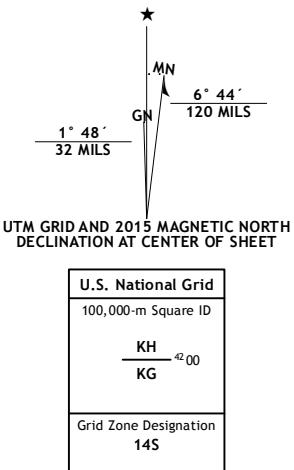 ★
MN
GN
6° 44´
120 MILS
1° 48´
32 MILS
UTM GRID AND 2015 MAGNETIC NORTH
DECLINATION AT CENTER OF SHEET
U.S. National Grid
100,000-m Square ID
KH
4200
KG
Grid Zone Designation
14S